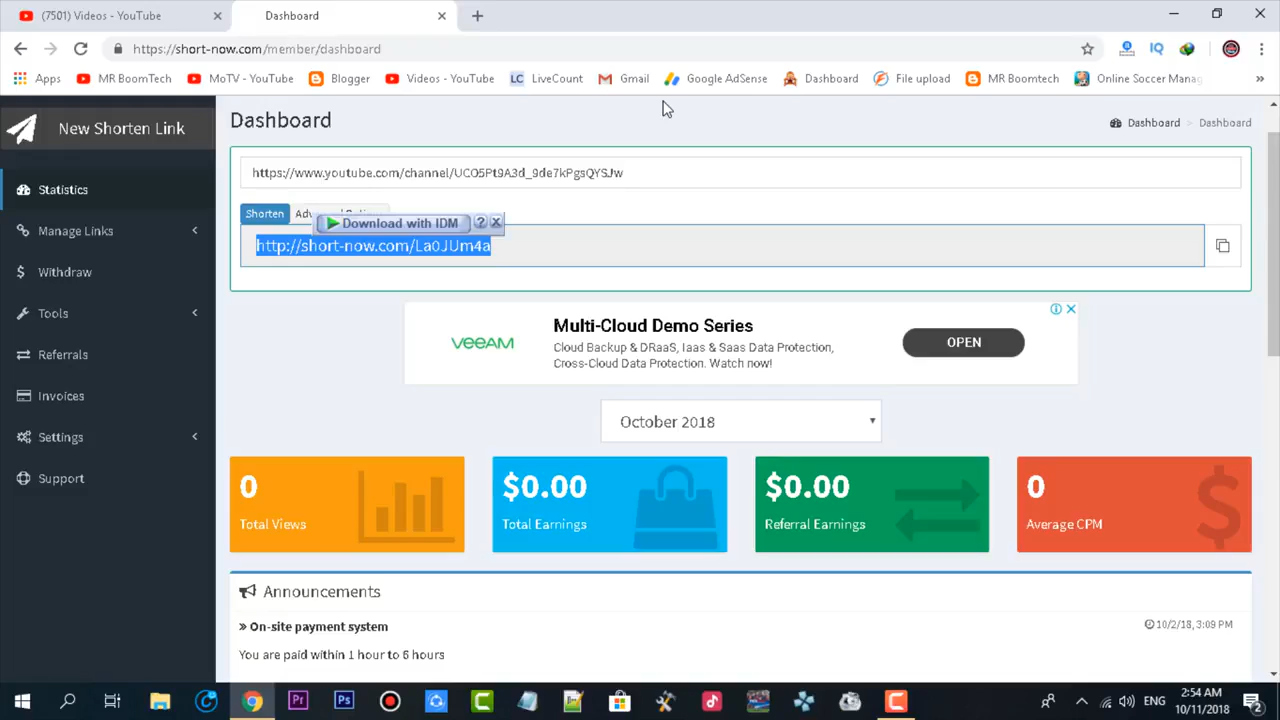 (7501) Videos - YouTube
Dashboard
https://short-now.com/member/dashboard
Apps MR BoomTech MoTV - YouTube Blogger Videos - YouTube LiveCount Gmail Google AdSense Dashboard File upload MR Boomtech Online Soccer Manag
New Shorten Link
Statistics
Manage Links
Withdraw
Tools
Referrals
Invoices
Settings
Support
Dashboard
Dashboard > Dashboard
https://www.youtube.com/channel/UCO5Pt9A3d_9de7kPgsQYSJw
Shorten
Download with IDM ?
http://short-now.com/La0JUm4a
VEEAM
Multi-Cloud Demo Series
Cloud Backup & DRaaS, Iaas & Saas Data Protection,
Cross-Cloud Data Protection. Watch now!
OPEN
October 2018
0
Total Views
$0.00
Total Earnings
$0.00
Referral Earnings
0
Average CPM
Announcements
» On-site payment system
10/2/18, 3:09 PM
You are paid within 1 hour to 6 hours
ENG
2:54 AM
10/11/2018